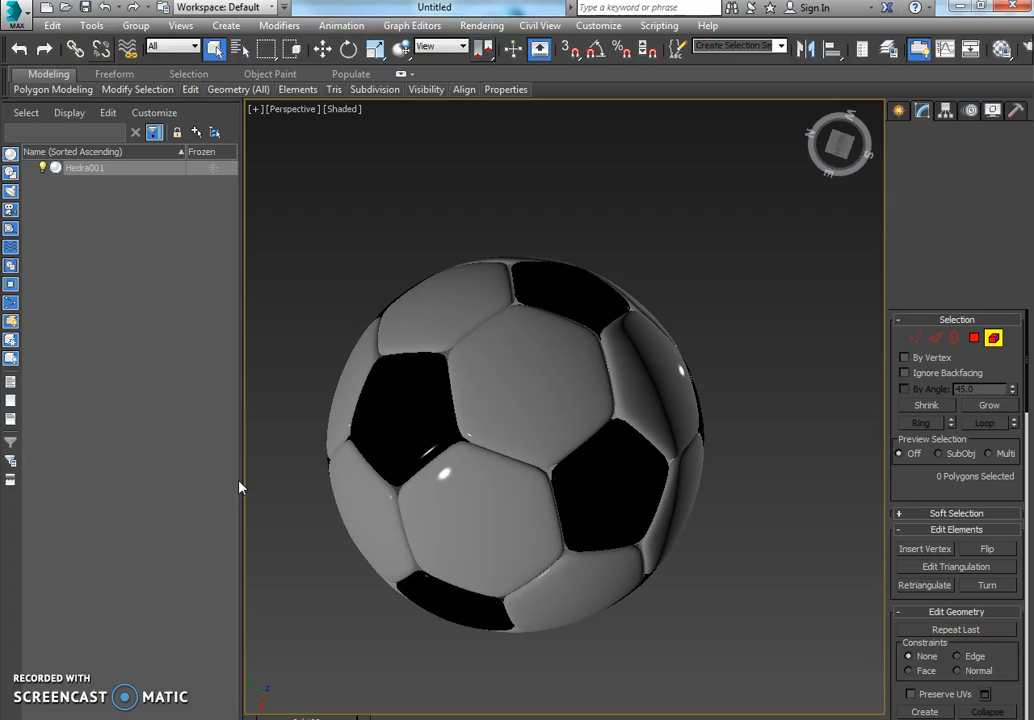 MAX Workspace: Default Untitled Type a keyword or phrase Sign In
Edit Tools Group Views Create Modifiers Animation Graph Editors Rendering Civil View Customize Scripting Help
All View 3 Create Selection Se
Modeling Freeform Selection Object Paint Populate
Polygon Modeling Modify Selection Edit Geometry (All) Elements Tris Subdivision Visibility Align Properties
Select Display Edit Customize
[+] [Perspective] [Shaded]
Name (Sorted Ascending) Frozen
Hedra001
N M S E
- Selection
By Vertex
Ignore Backfacing
By Angle: 45.0
Shrink Grow
Ring Loop
Preview Selection
Off SubObj Multi
0 Polygons Selected
+ Soft Selection
- Edit Elements
Insert Vertex Flip
Edit Triangulation
Retriangulate Turn
- Edit Geometry
Repeat Last
Constraints
None Edge
Face Normal
Preserve UVs
Create Collapse
z
RECORDED WITH
SCREENCAST MATIC